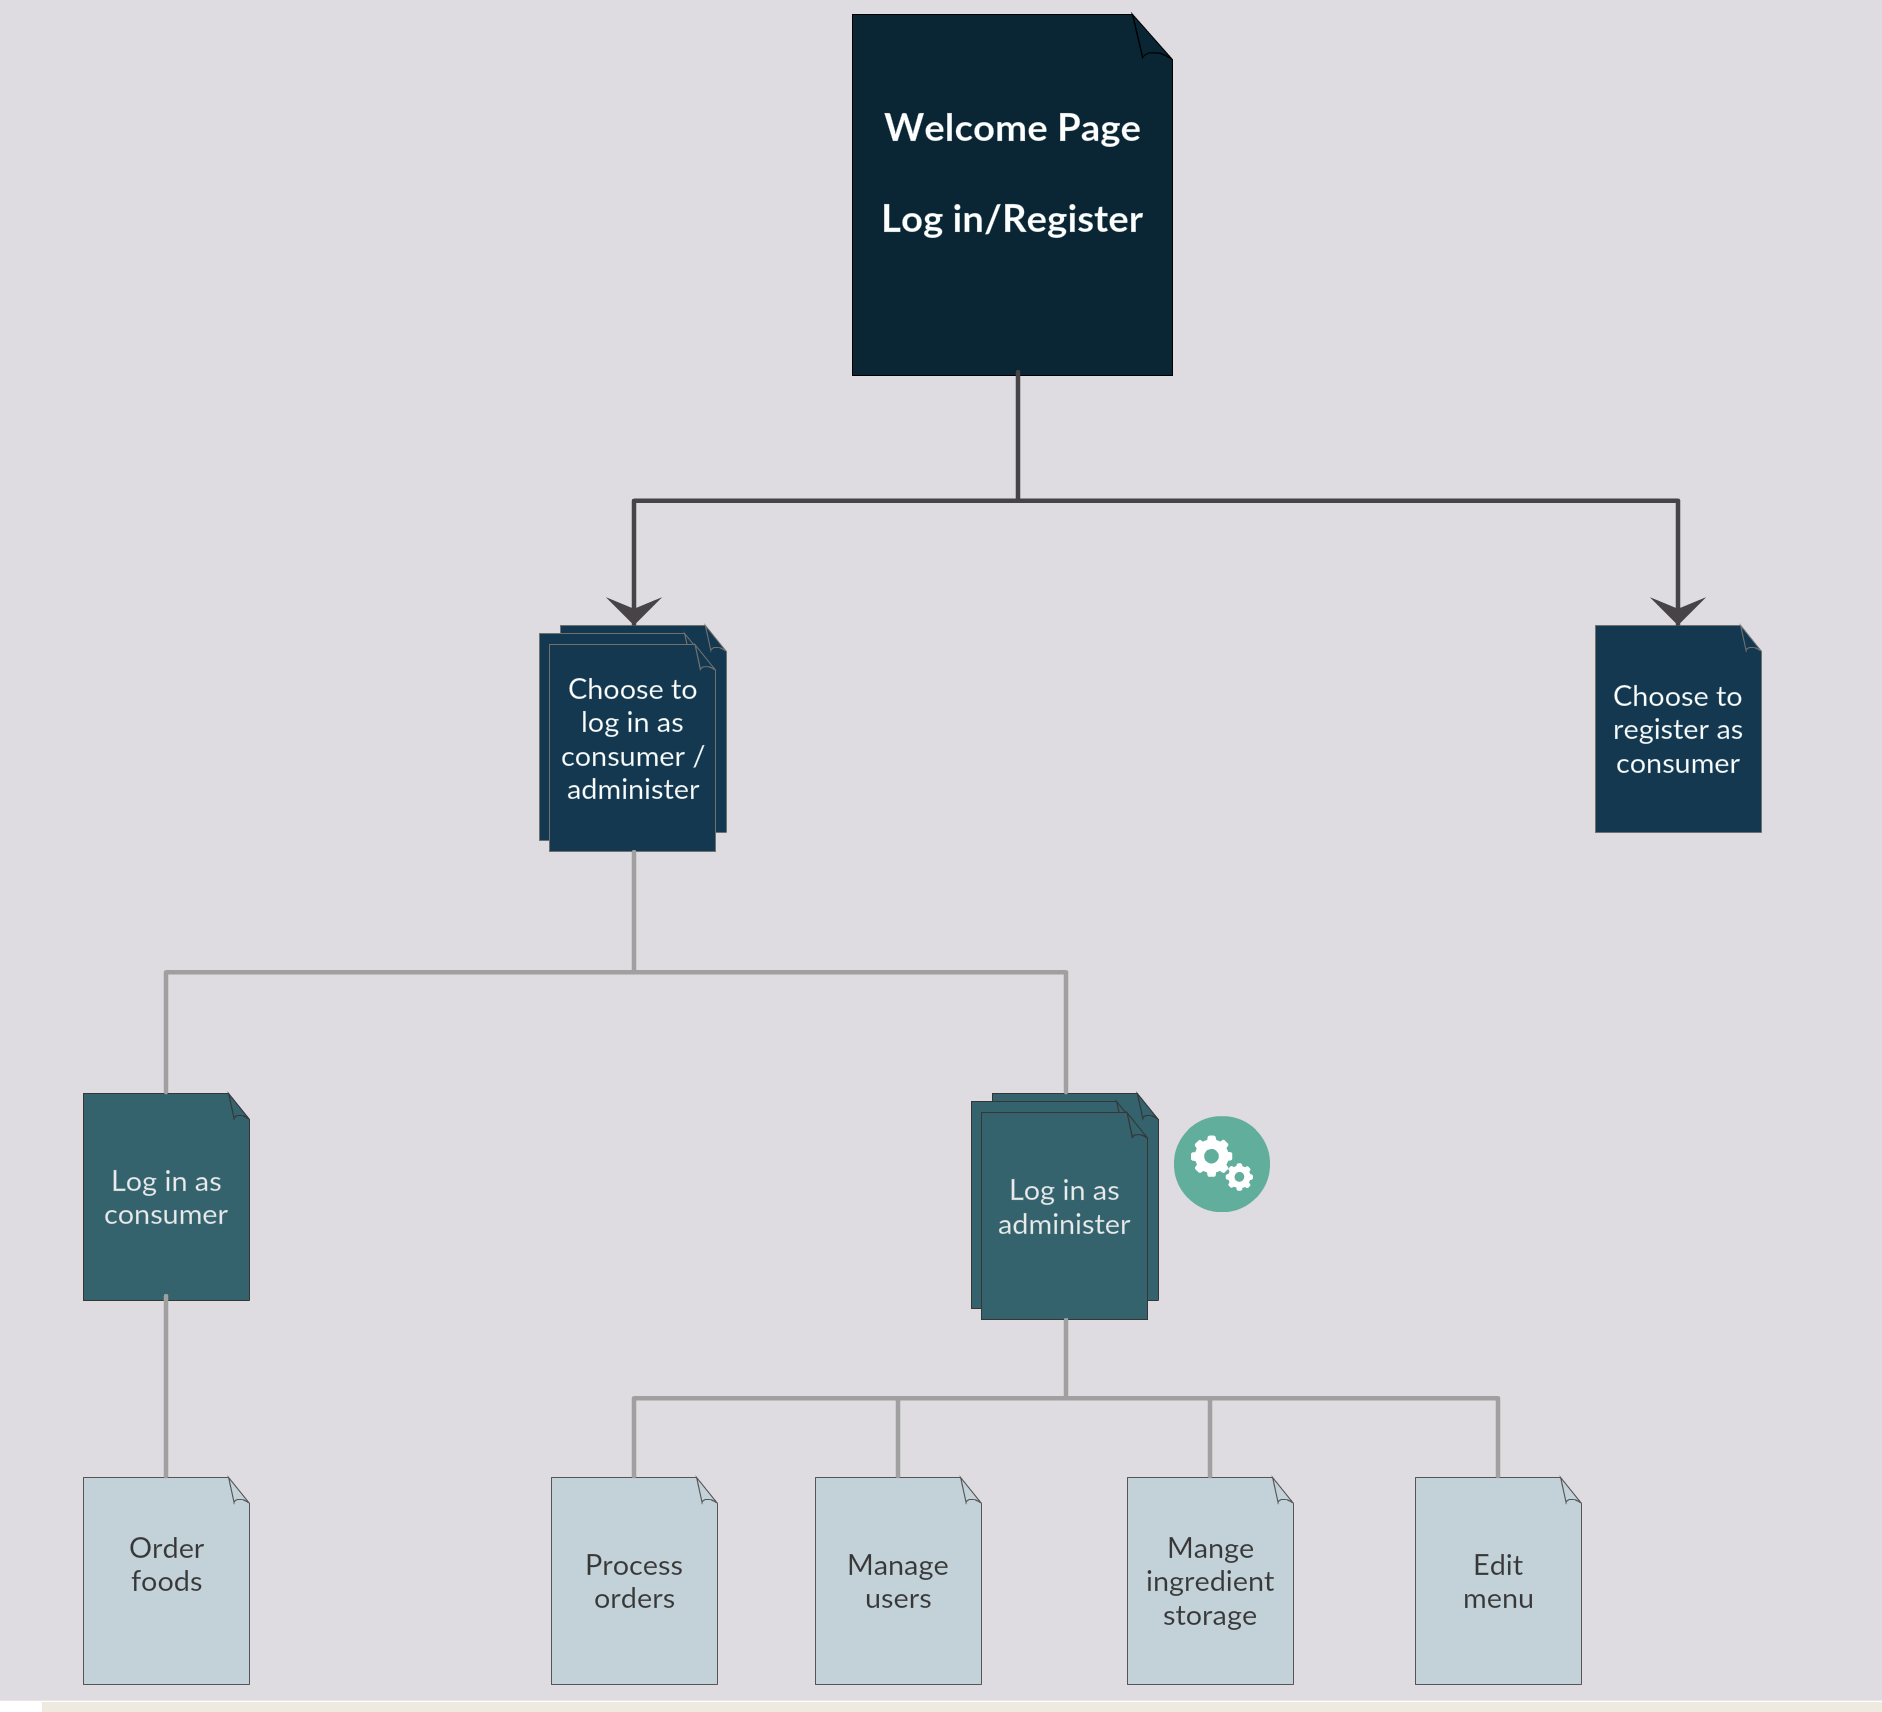 Welcome Page
Log in/Register
Choose to
log in as
consumer /
administer
Choose to
register as
consumer
Log in as
consumer
Log in as
administer
Order
foods
Process
orders
Manage
users
Mange
ingredient
storage
Edit
menu